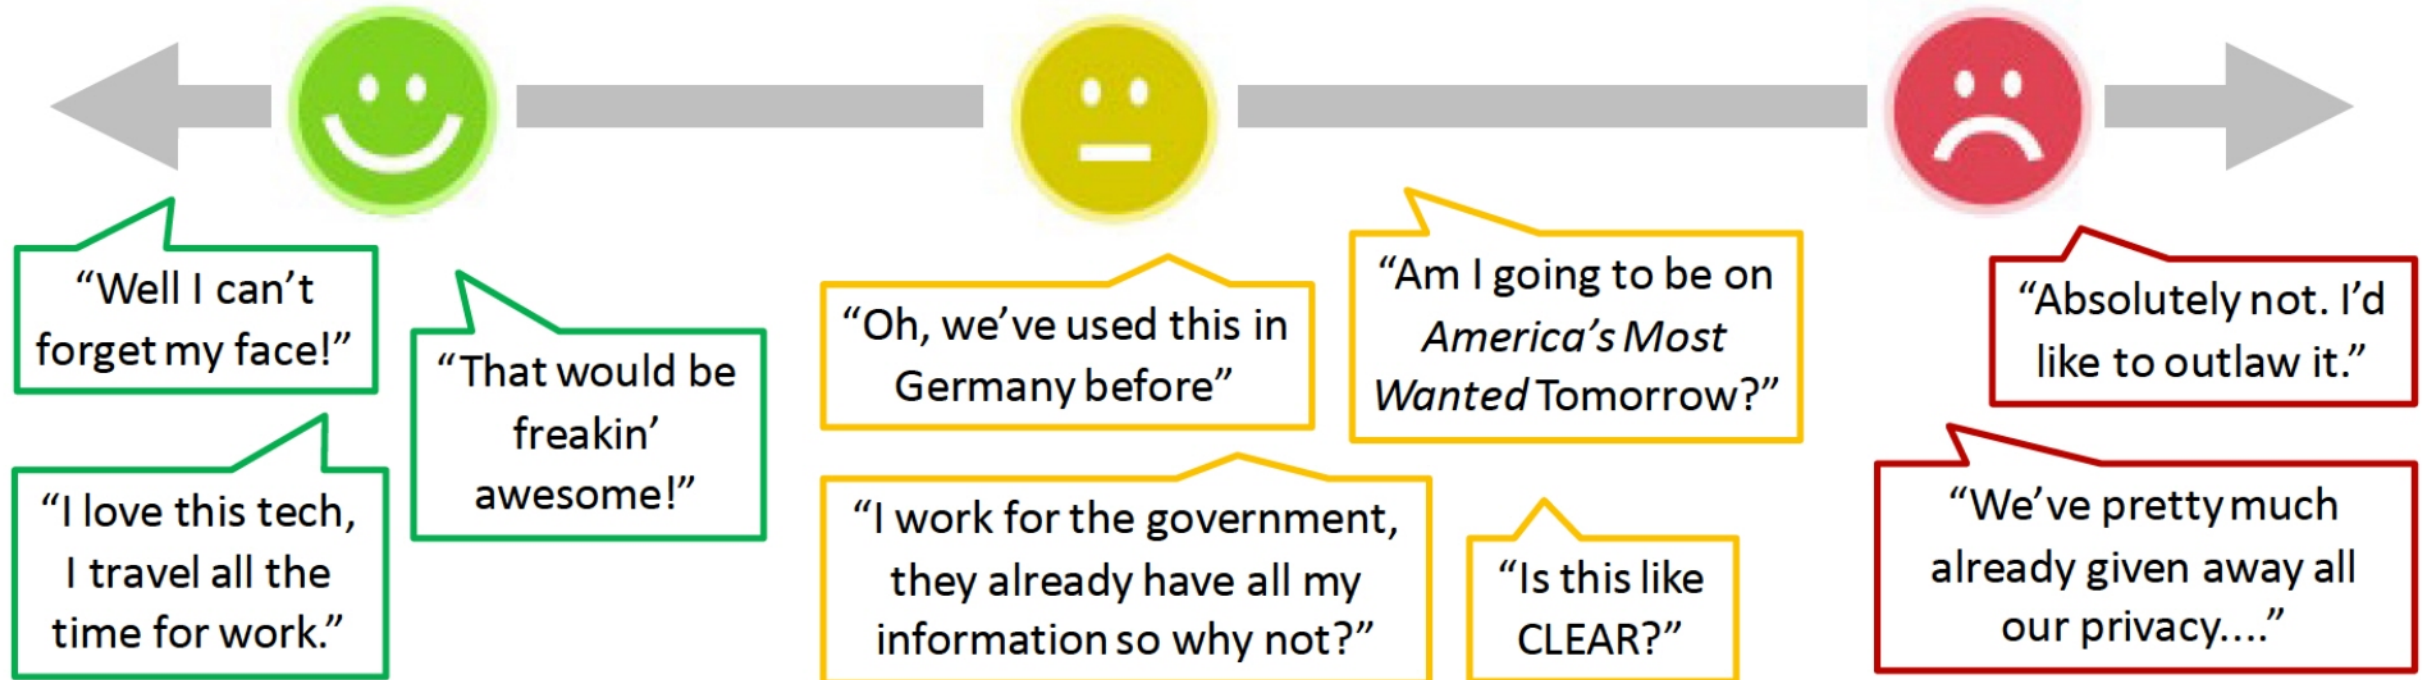 “Well I can’t
forget my face!”
“That would be
freakin’
awesome!”
“I love this tech,
I travel all the
time for work.”
“Oh, we’ve used this in
Germany before”
“Am I going to be on
America’s Most
Wanted Tomorrow?”
“I work for the government,
they already have all my
information so why not?”
“Is this like
CLEAR?”
“Absolutely not. I’d
like to outlaw it.”
“We’ve pretty much
already given away all
our privacy....”